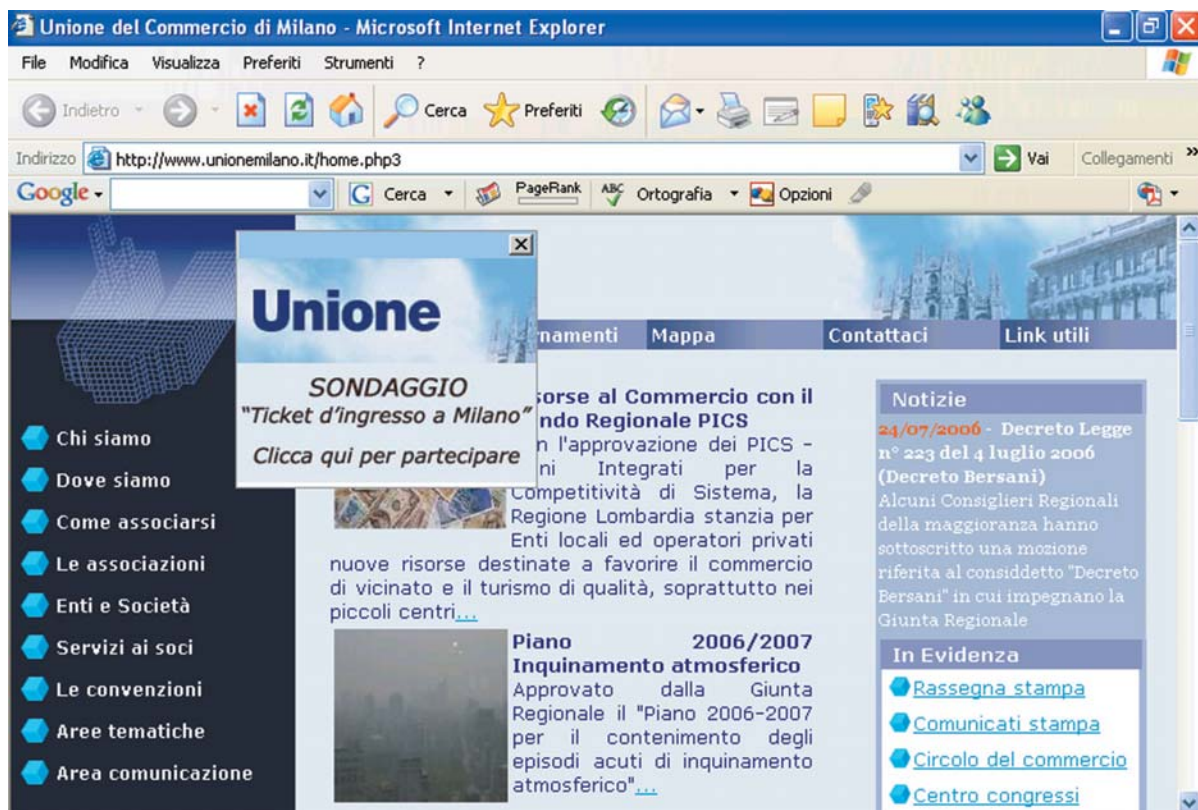 Unione del Commercio di Milano - Microsoft Internet Explorer
File Modifica Visualizza Preferiti Strumenti ?
Indietro Cerca Preferiti
Indirizzo http://www.unionemilano.it/home.php3 Vai Collegamenti »
Google Cerca PageRank ABC Ortografia Opzioni
Unione
SONDAGGIO
"Ticket d'ingresso a Milano"
Clicca qui per partecipare
namenti Mappa Contattaci Link utili
Chi siamo
Dove siamo
Come associarsi
Le associazioni
Enti e Società
Servizi ai soci
Le convenzioni
Aree tematiche
Area comunicazione
sorse al Commercio con il
ndo Regionale PICS
n l'approvazione dei PICS -
ni Integrati per la
Competitività di Sistema, la
Regione Lombardia stanzia per
Enti locali ed operatori privati
nuove risorse destinate a favorire il commercio
di vicinato e il turismo di qualità, soprattutto nei
piccoli centri...
Piano 2006/2007
Inquinamento atmosferico
Approvato dalla Giunta
Regionale il "Piano 2006-2007
per il contenimento degli
episodi acuti di inquinamento
atmosferico"...
Notizie
24/07/2006 - Decreto Legge
n° 223 del 4 luglio 2006
(Decreto Bersani)
Alcuni Consiglieri Regionali
della maggioranza hanno
sottoscritto una mozione
riferita al considdetto "Decreto
Bersani" in cui impegnano la
Giunta Regionale
In Evidenza
Rassegna stampa
Comunicati stampa
Circolo del commercio
Centro congressi